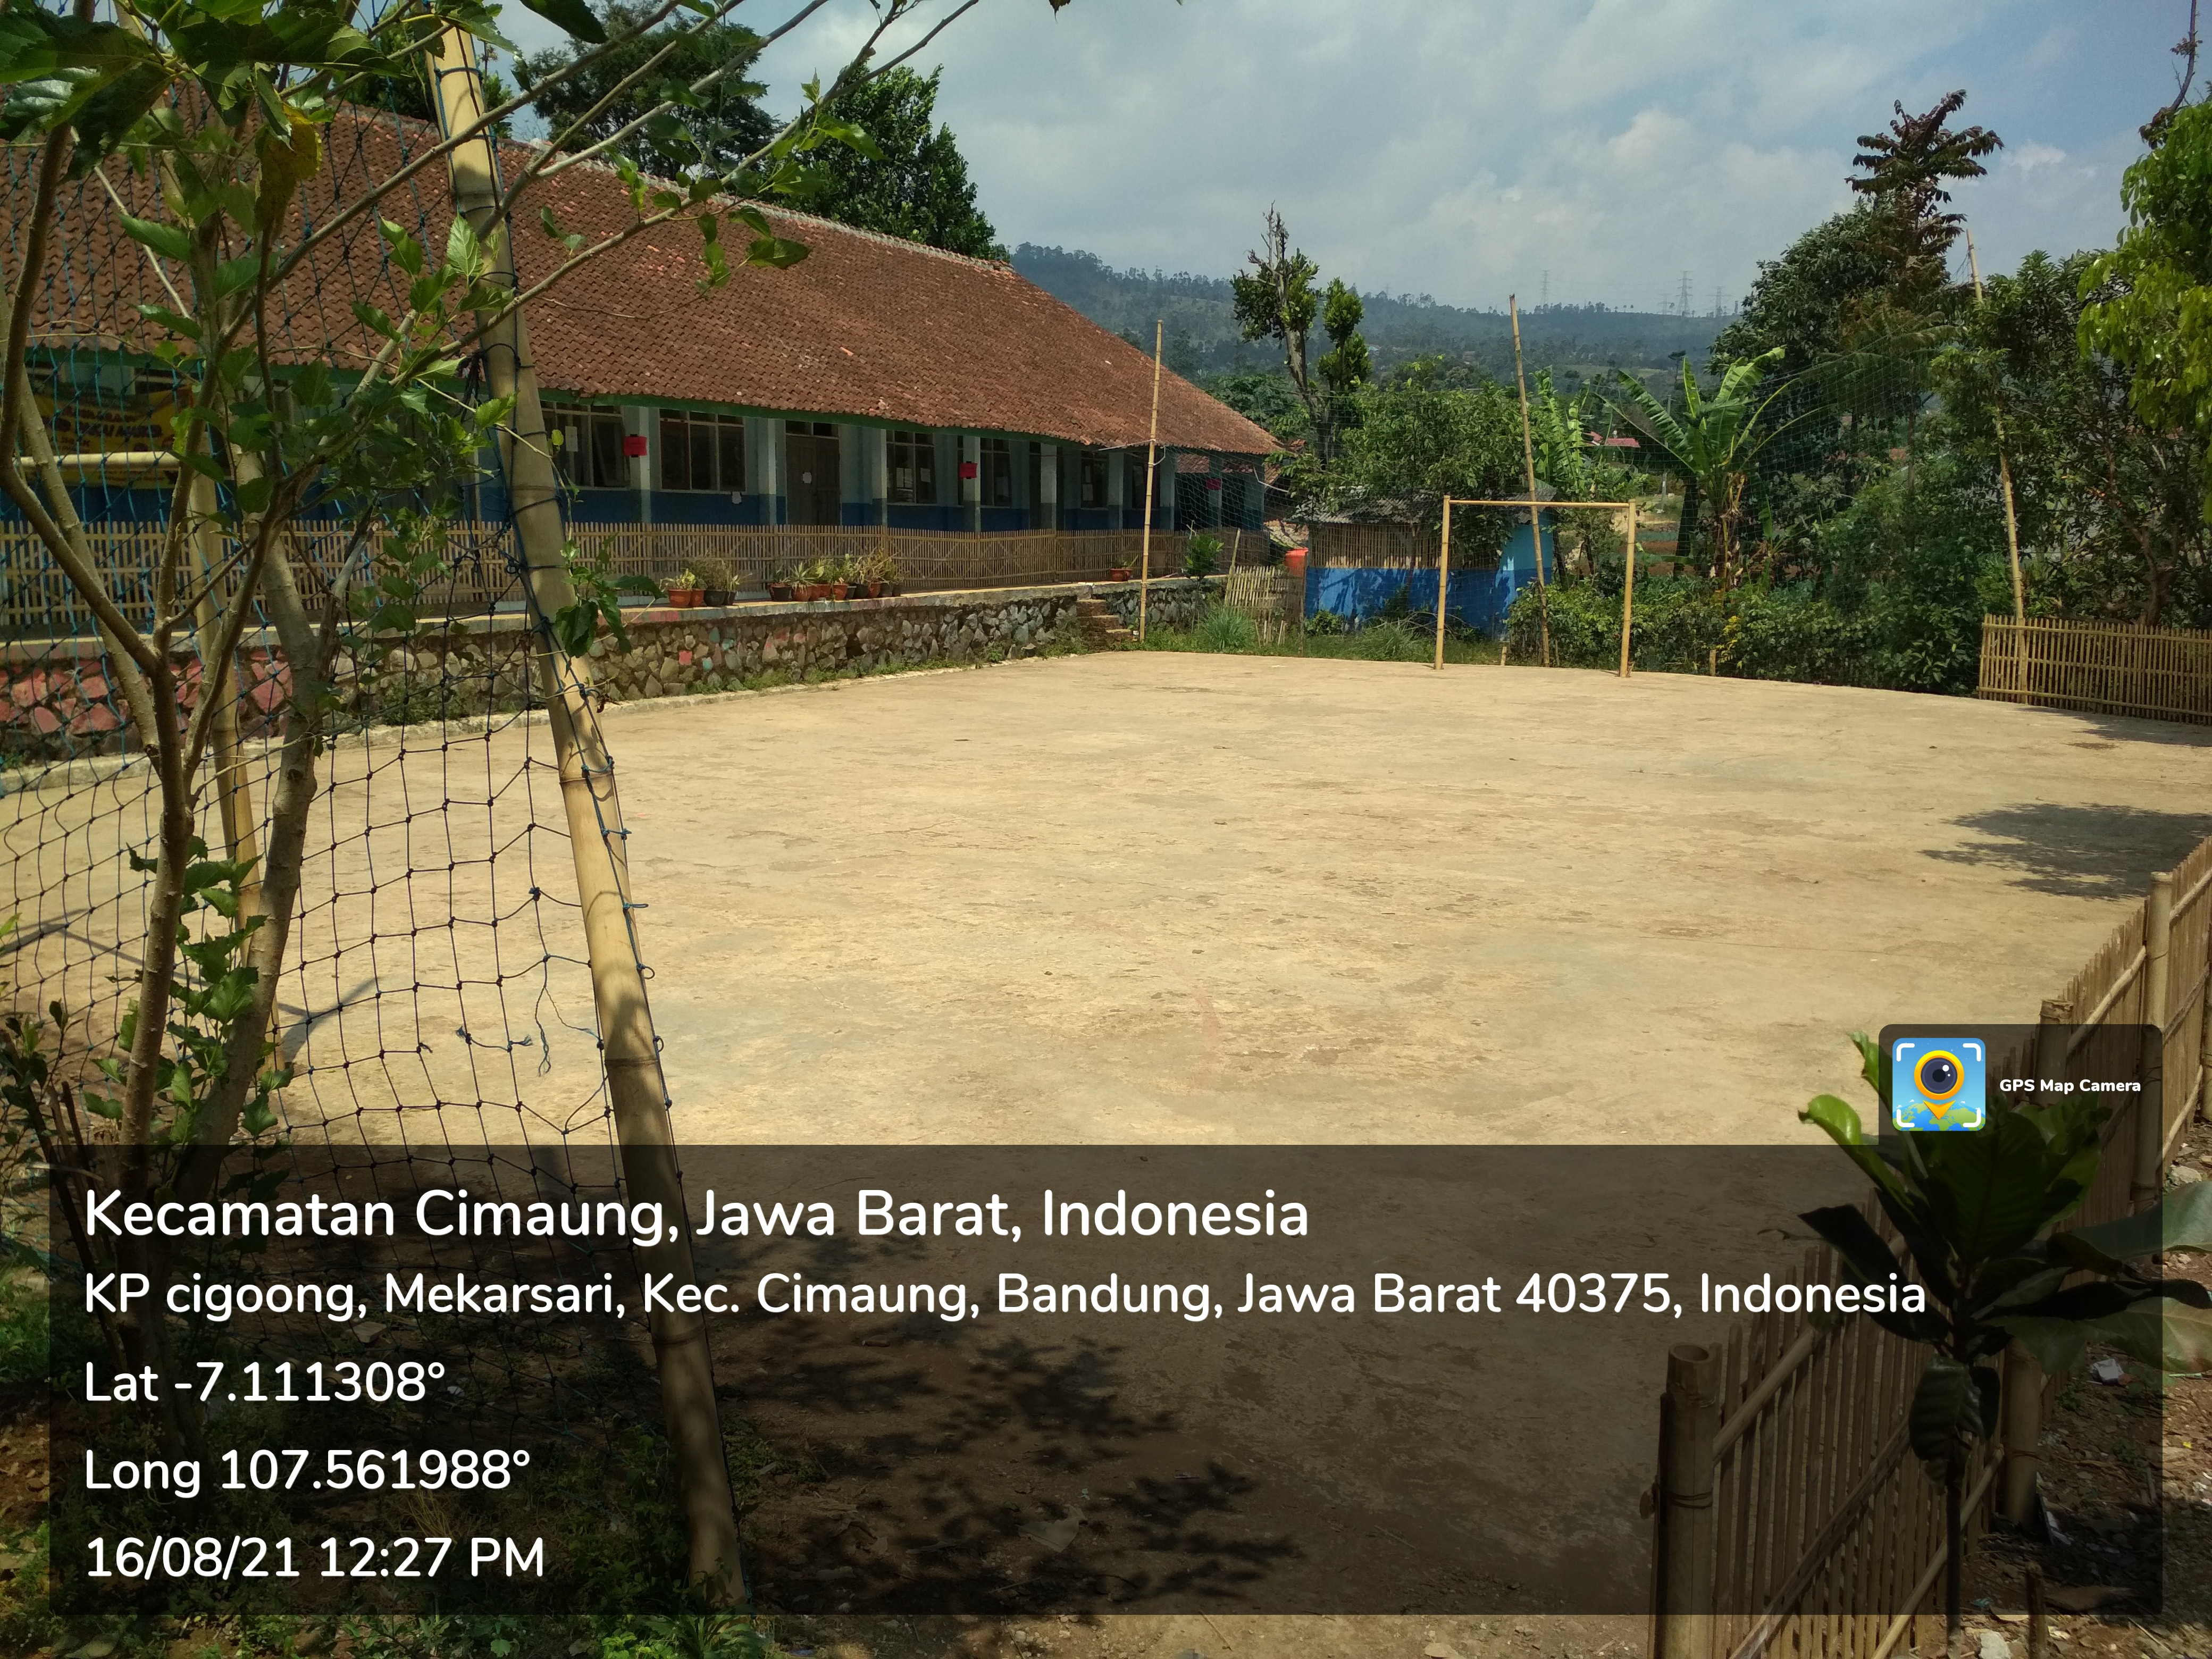 GPS Map Camera
Kecamatan Cimaung, Jawa Barat, Indonesia
KP cigoong, Mekarsari, Kec. Cimaung, Bandung, Jawa Barat 40375, Indonesia
Lat -7.111308°
Long 107.561988°
16/08/21 12:27 PM